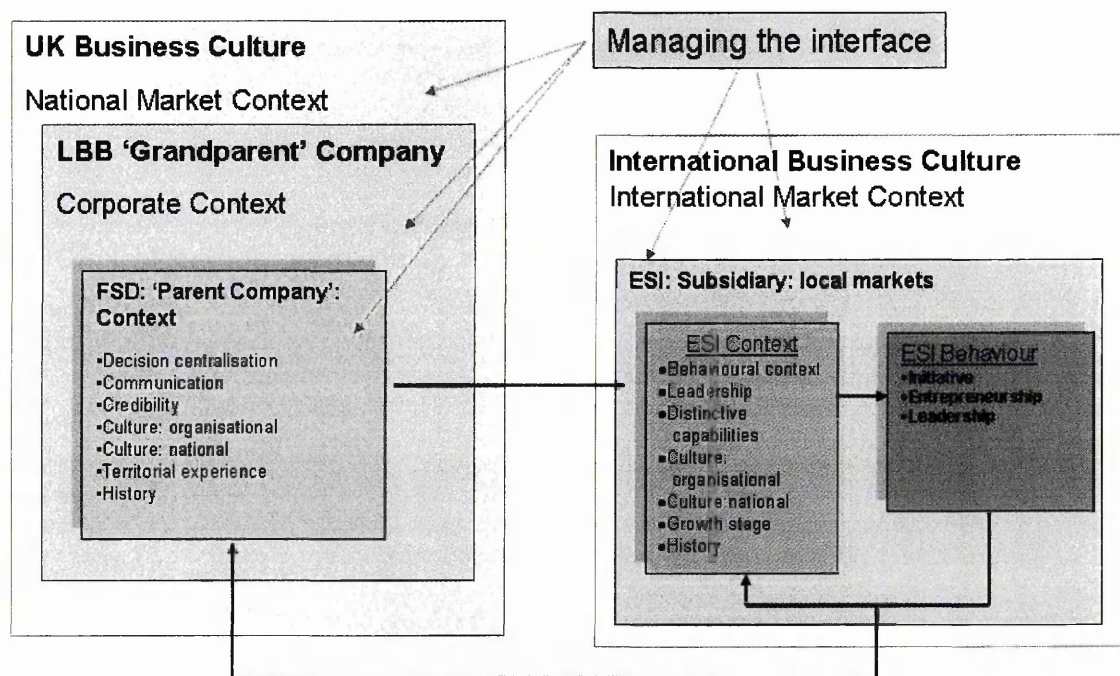 Managing the interface
UK Business Culture
National Market Context
LBB 'Grandparent' Company
Corporate Context
FSD: 'Parent Company':
Context
▪Decision centralisation
▪Communication
▪Credibility
▪Culture: organisational
▪Culture: national
▪Territorial experience
▪History
International Business Culture
International Market Context
ESI: Subsidiary: local markets
ESI Context
●Behavioural context
●Leadership
●Distinctive
capabilities
●Culture:
organisational
●Culture:national
●Growth stage
●History
ESI Behaviour
▪Initiative
▪Entrepreneurship
▪Leadership